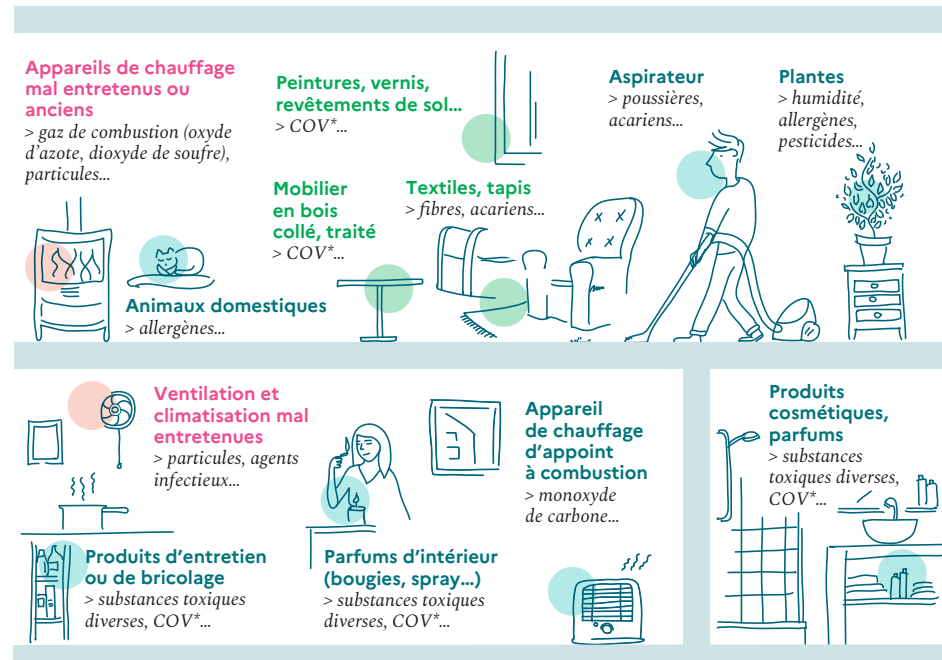 Appareils de chauffage
mal entretenus ou
anciens
> gaz de combustion (oxyde
d’azote, dioxyde de soufre),
particules...
Peintures, vernis,
revêtements de sol...
> COV*...
Aspirateur
> poussières,
acariens...
Plantes
> humidité,
allergènes,
pesticides...
Mobilier
en bois
collé, traité
> COV*...
Textiles, tapis
> fibres, acariens...
Animaux domestiques
> allergènes...
Ventilation et
climatisation mal
entretenues
> particules, agents
infectieux...
Appareil
de chauffage
d’appoint
à combustion
> monoxyde
de carbone...
Produits
cosmétiques,
parfums
> substances
toxiques diverses,
COV*...
Produits d’entretien
ou de bricolage
> substances toxiques
diverses, COV*...
Parfums d’intérieur
(bougies, spray...)
> substances toxiques
diverses, COV*...